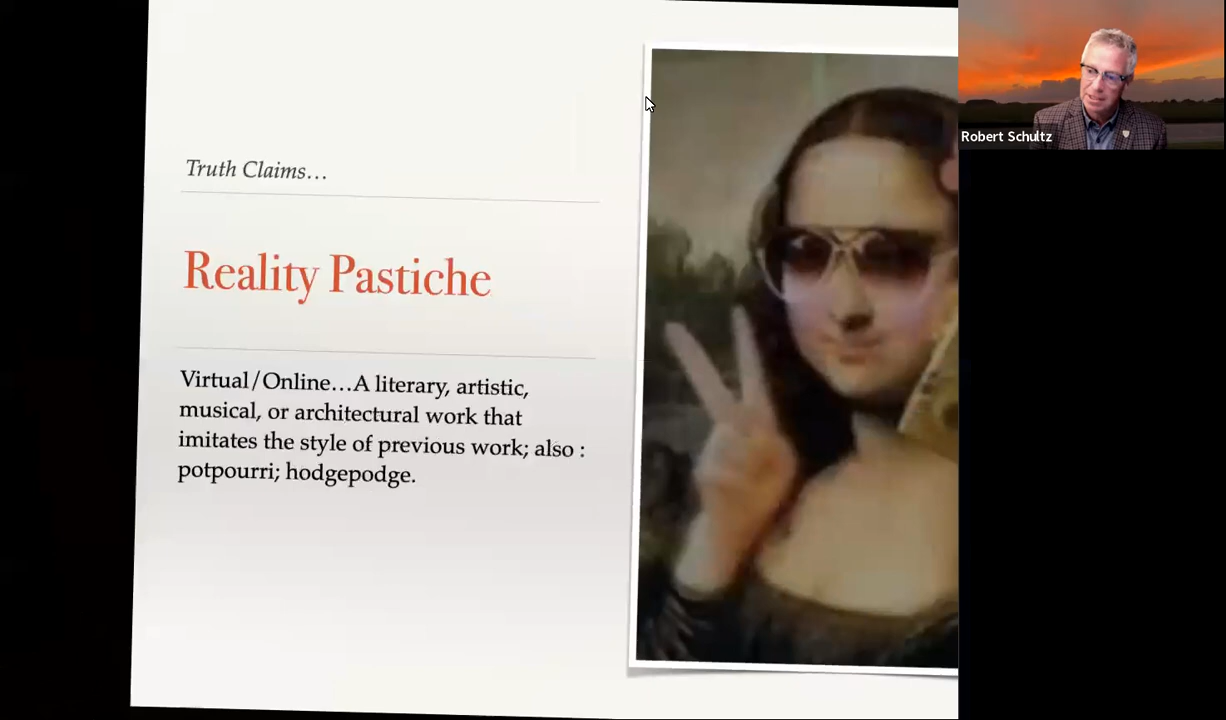 Truth Claims…
Reality Pastiche
Virtual/Online…A literary, artistic,
musical, or architectural work that
imitates the style of previous work; also :
potpourri; hodgepodge.
Robert Schultz